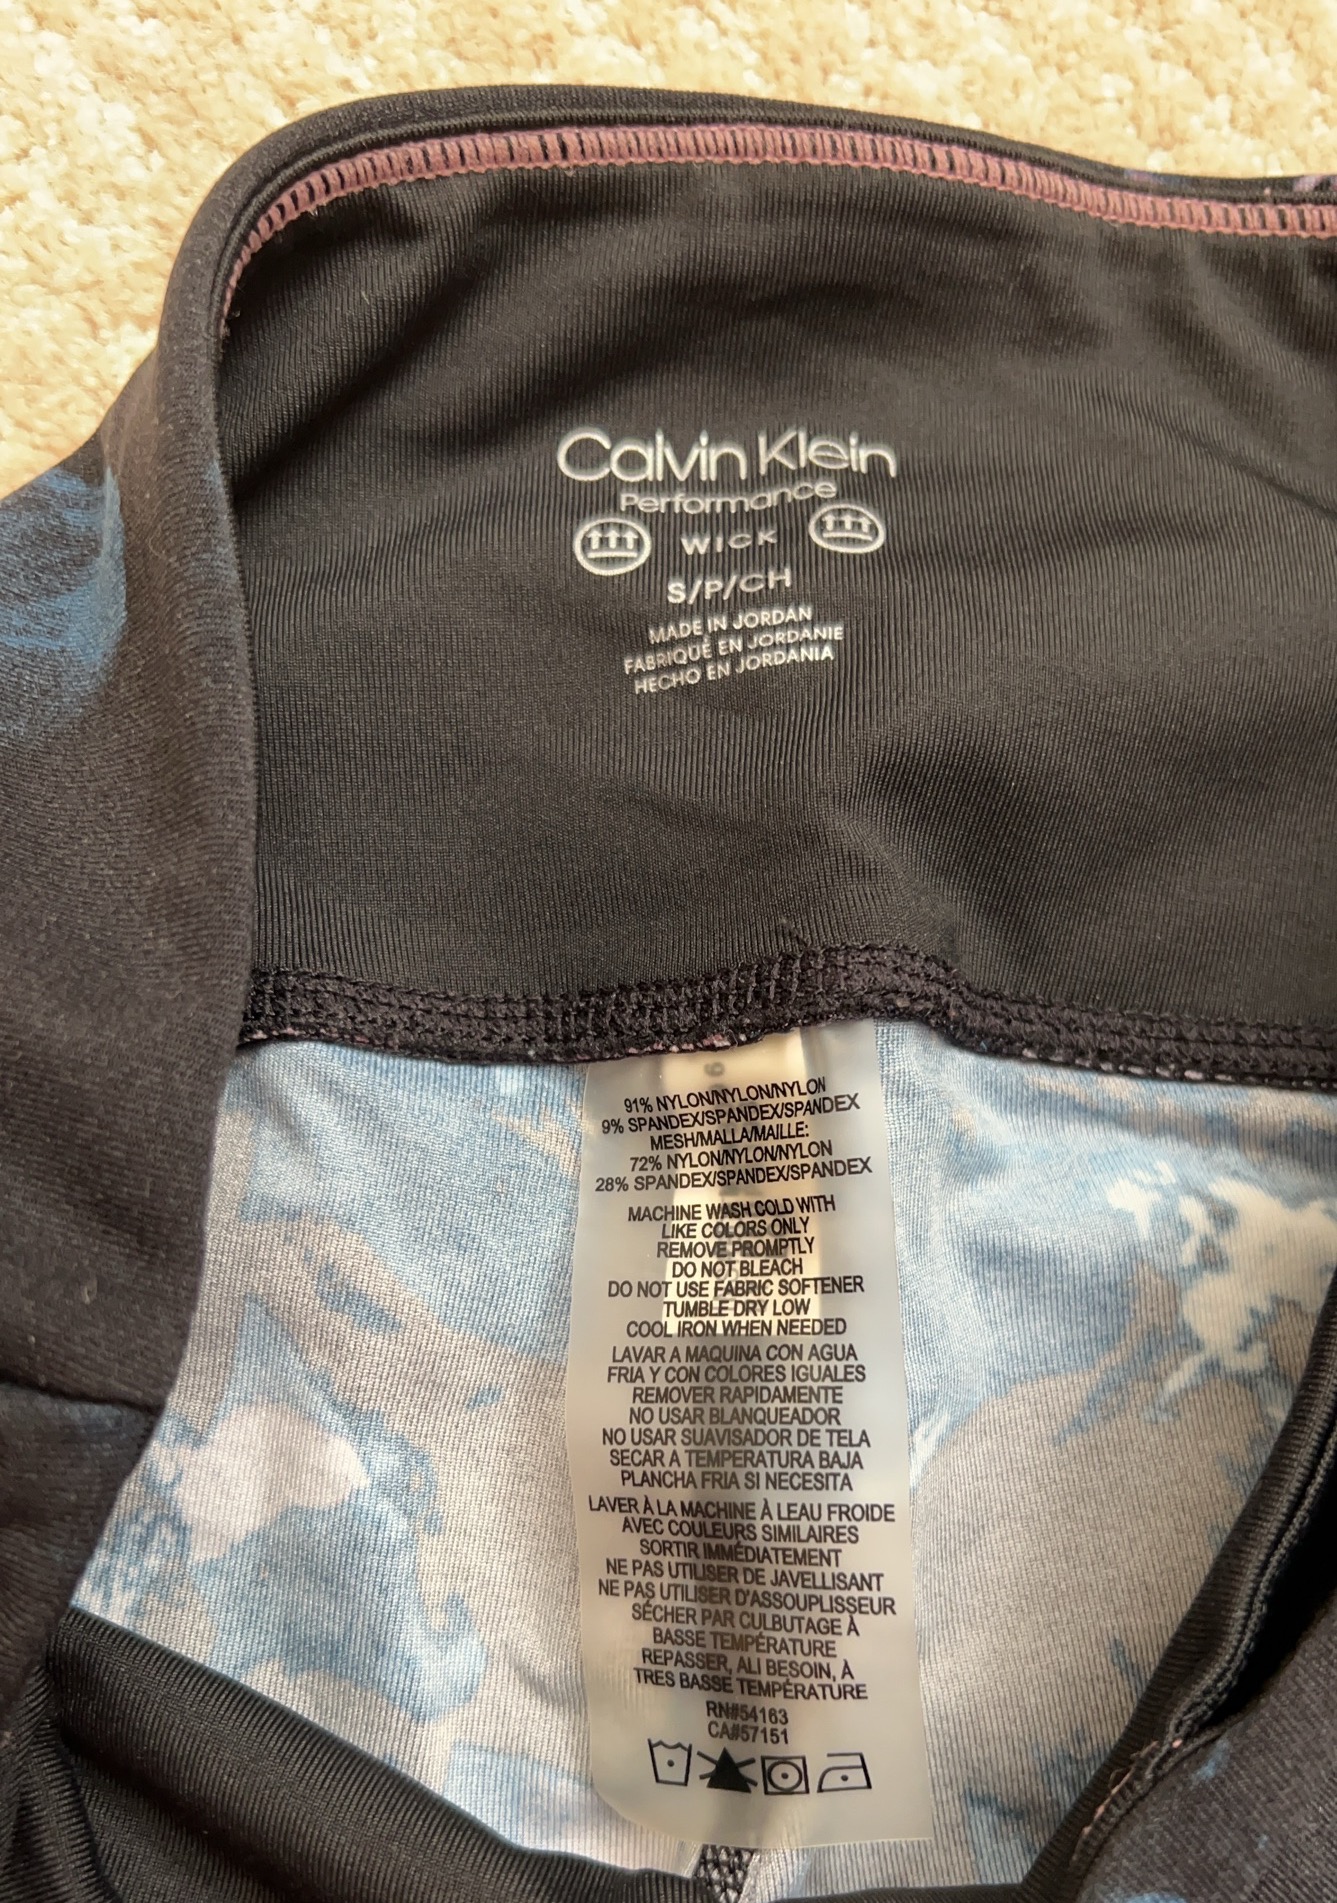 Calvin Klein
Performance
WICK
S/P/CH
MADE IN JORDAN
FABRIQUÉ EN JORDANIE
HECHO EN JORDANIA
91% NYLON/NYLON/NYLON
9% SPANDEX/SPANDEX/SPANDEX
MESH/MALLA/MAILLE:
72% NYLON/NYLON/NYLON
28% SPANDEX/SPANDEX/SPANDEX
MACHINE WASH COLD WITH
LIKE COLORS ONLY
REMOVE PROMPTLY
DO NOT BLEACH
DO NOT USE FABRIC SOFTENER
TUMBLE DRY LOW
COOL IRON WHEN NEEDED
LAVAR A MAQUINA CON AGUA
FRIA Y CON COLORES IGUALES
REMOVER RAPIDAMENTE
NO USAR BLANQUEADOR
NO USAR SUAVISADOR DE TELA
SECAR A TEMPERATURA BAJA
PLANCHA FRIA SI NECESITA
LAVER À LA MACHINE À LEAU FROIDE
AVEC COULEURS SIMILAIRES
SORTIR IMMÉDIATEMENT
NE PAS UTILISER DE JAVELLISANT
NE PAS UTILISER D'ASSOUPLISSEUR
SÉCHER PAR CULBUTAGE À
BASSE TEMPÉRATURE
REPASSER, ALI BESOIN, À
TRES BASSE TEMPÉRATURE
RN#54163
CA#57151